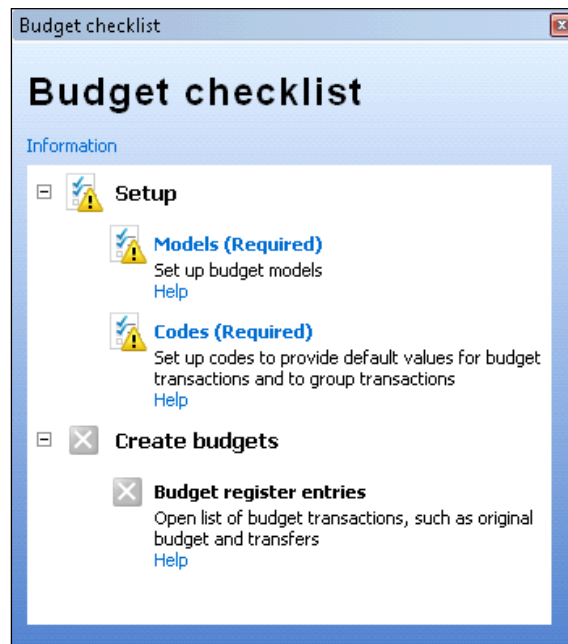 Budget checklist
Budget checklist
Information
Setup
Models (Required)
Set up budget models
Help
Codes (Required)
Set up codes to provide default values for budget
transactions and to group transactions
Help
Create budgets
Budget register entries
Open list of budget transactions, such as original
budget and transfers
Help